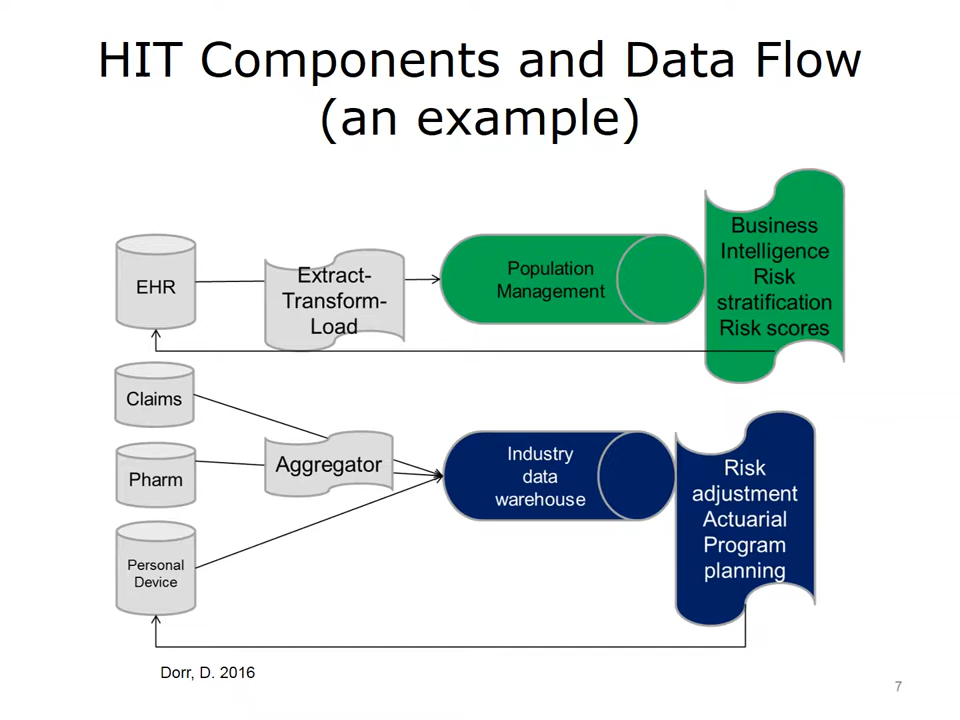 HIT Components and Data Flow
(an example)
EHR
Extract-
Transform-
Load
Population
Management
Business
Intelligence
Risk
stratification
Risk scores
Claims
Pharm
Personal
Device
Aggregator
Industry
data
warehouse
Risk
adjustment
Actuarial
Program
planning
Dorr, D. 2016
7